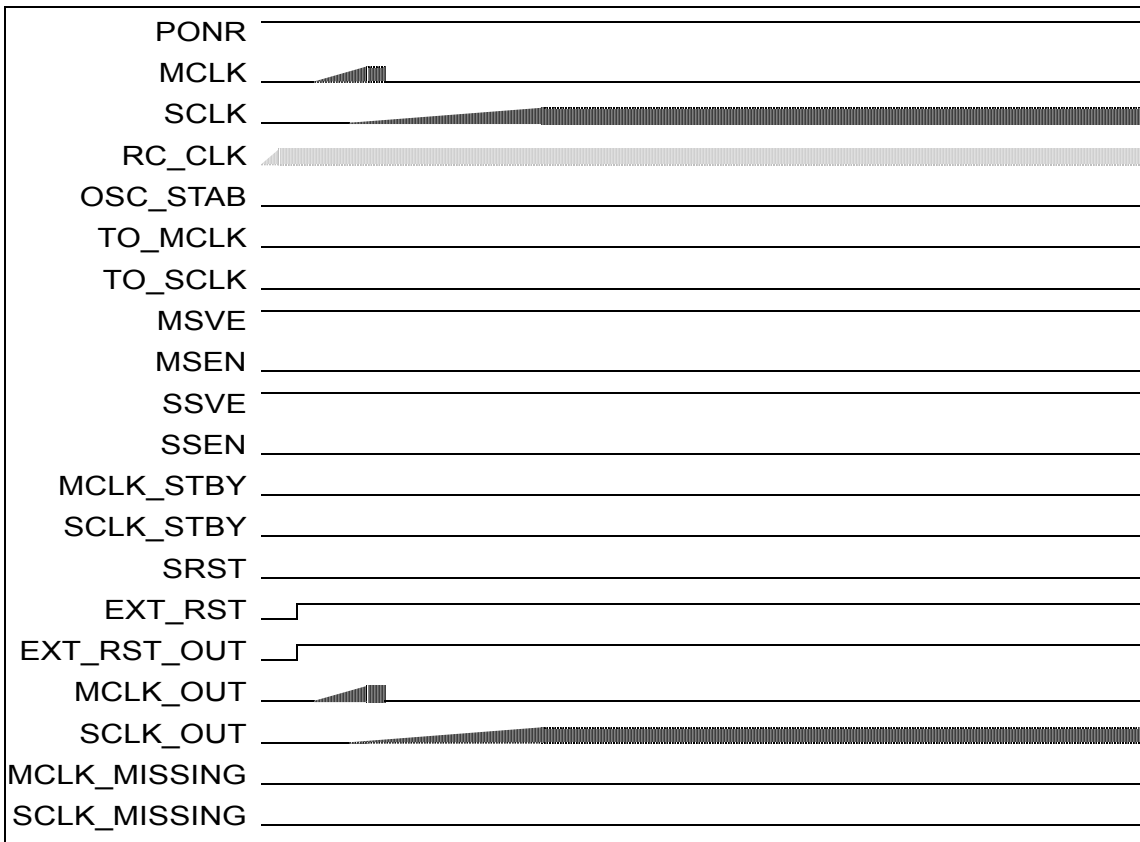 PONR
MCLK
SCLK
RC_CLK
OSC_STAB
TO_MCLK
TO_SCLK
MSVE
MSEN
SSVE
SSEN
MCLK_STBY
SCLK_STBY
SRST
EXT_RST
EXT_RST_OUT
MCLK_OUT
SCLK_OUT
MCLK_MISSING
SCLK_MISSING